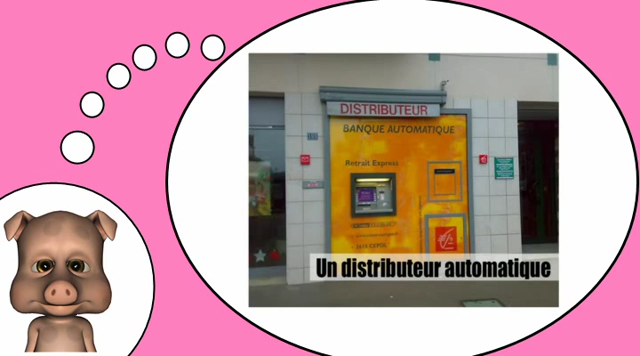 DISTRIBUTEUR
BANQUE AUTOMATIQUE
Retrait Express
Un distributeur automatique